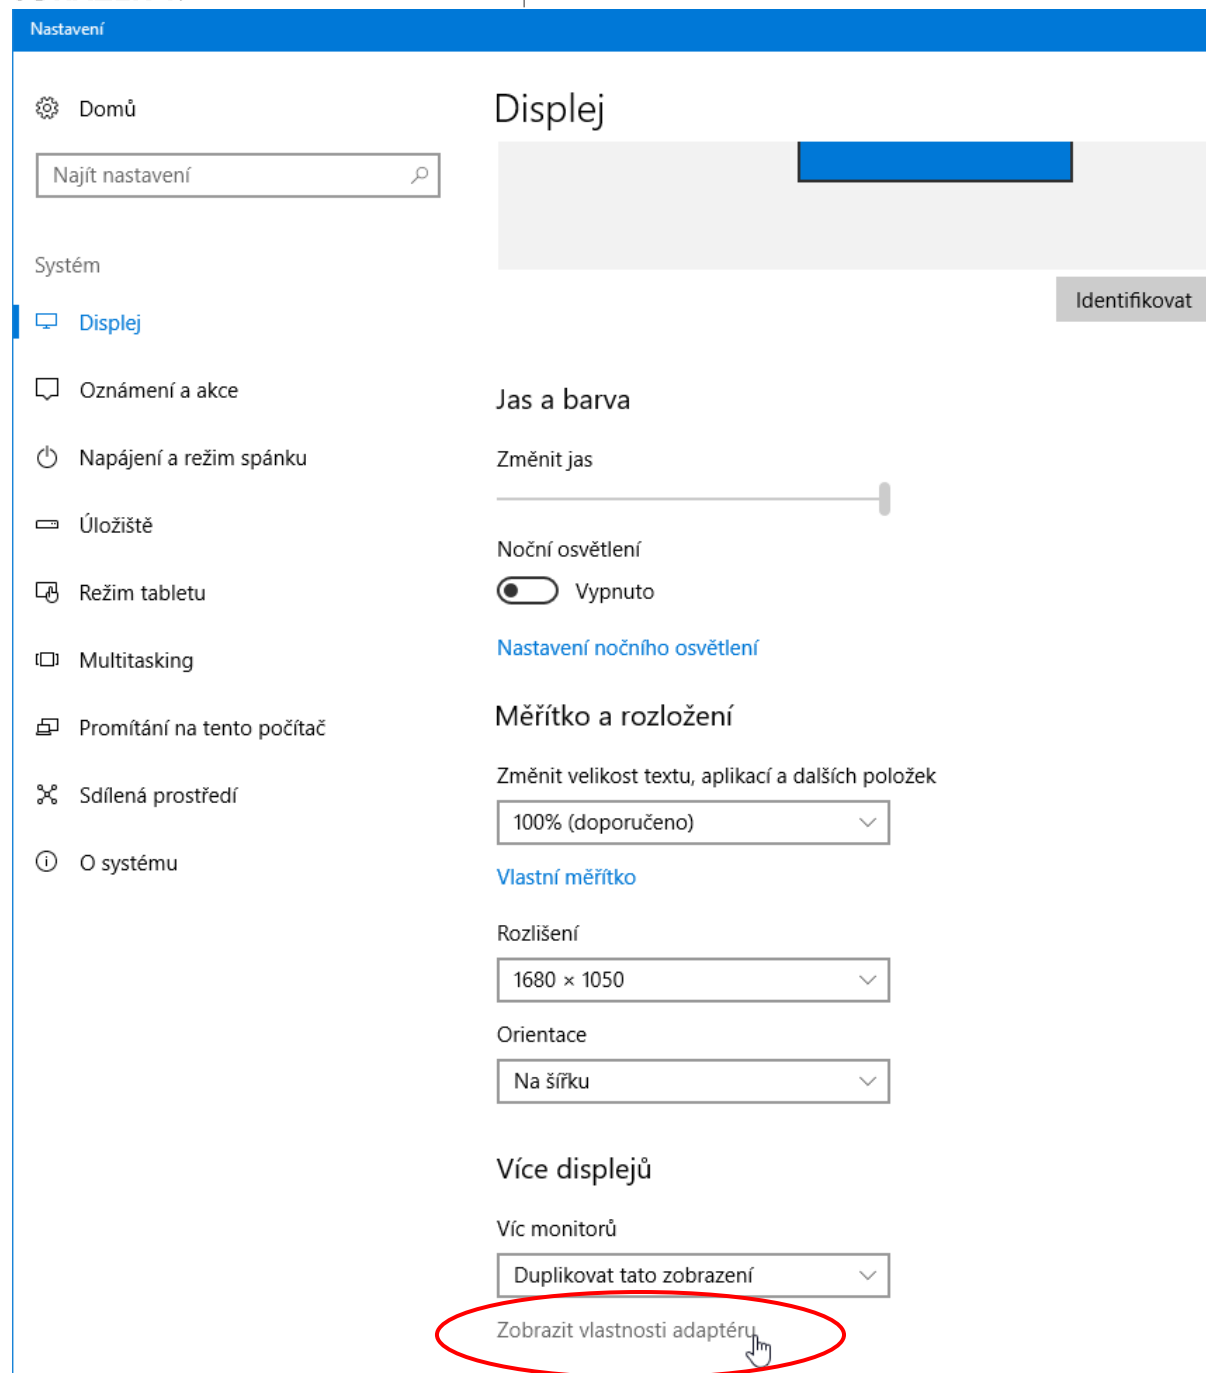 Nastavení
Domů
Najít nastavení
Systém
Displej
Oznámení a akce
Napájení a režim spánku
Úložiště
Režim tabletu
Multitasking
Promítání na tento počítač
Sdílená prostředí
O systému
Displej
Identifikovat
Jas a barva
Změnit jas
Noční osvětlení
Vypnuto
Nastavení nočního osvětlení
Měřítko a rozložení
Změnit velikost textu, aplikací a dalších položek
100% (doporučeno)
Vlastní měřítko
Rozlišení
1680 × 1050
Orientace
Na šířku
Více displejů
Víc monitorů
Duplikovat tato zobrazení
Zobrazit vlastnosti adaptéru